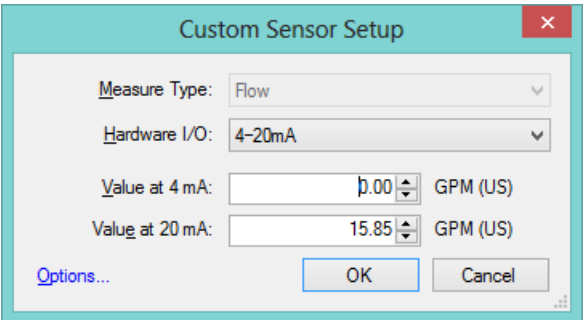 Custom Sensor Setup
Measure Type: Flow
Hardware I/O: 4-20mA
Value at 4 mA: 0.00 GPM (US)
Value at 20 mA: 15.85 GPM (US)
Options... OK Cancel